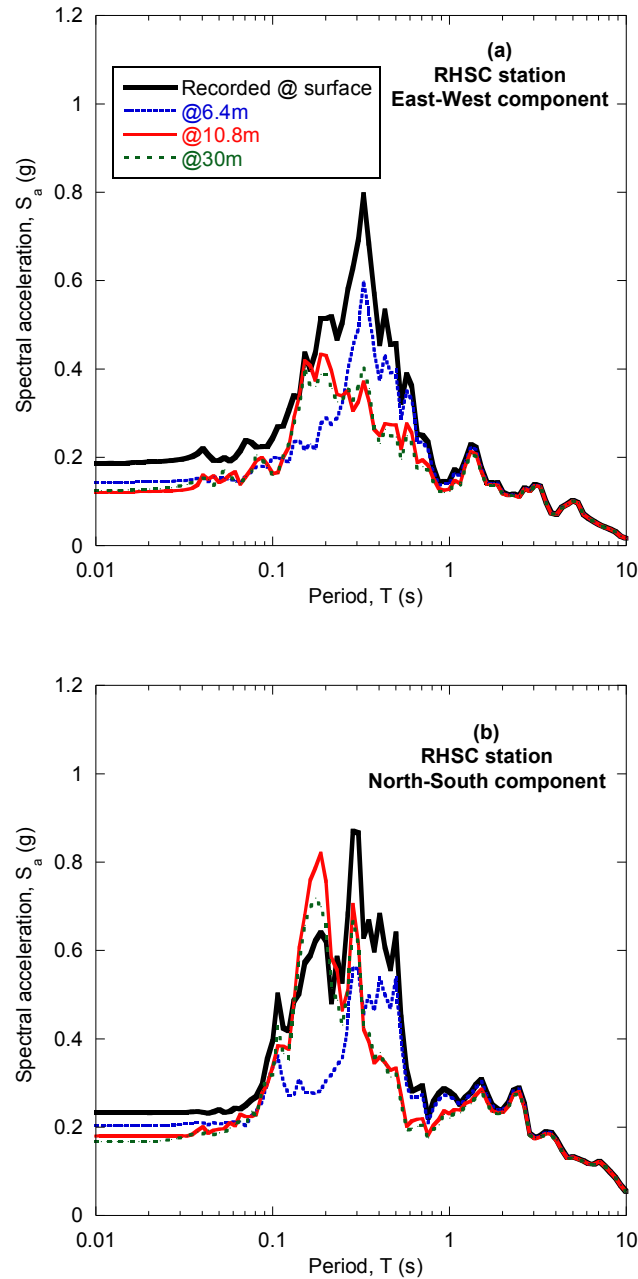 1.2
(a)
RHSC station
East-West component
Recorded @ surface
@6.4m
@10.8m
@30m
1
0.8
0.6
0.4
0.2
0
Spectral acceleration, S_a (g)
0.01 0.1 1 10
Period, T (s)
1.2
(b)
RHSC station
North-South component
1
0.8
0.6
0.4
0.2
0
Spectral acceleration, S_a (g)
0.01 0.1 1 10
Period, T (s)